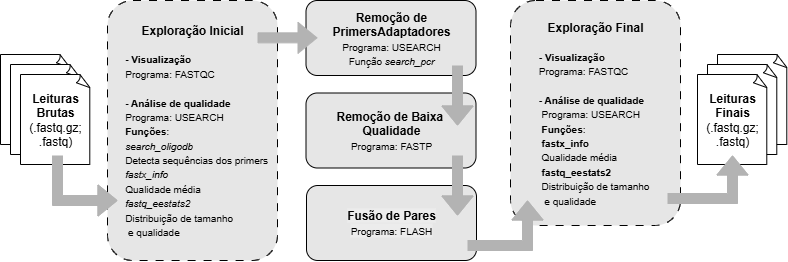 Leituras
Brutas
(.fastq.gz;
.fastq)
Exploração Inicial
- Visualização
Programa: FASTQC
- Análise de qualidade
Programa: USEARCH
Funções:
search_oligodb
Detecta sequências dos primers
fastx_info
Qualidade média
fastq_eestats2
Distribuição de tamanho
e qualidade
Remoção de
PrimersAdaptadores
Programa: USEARCH
Função search_pcr
Remoção de Baixa
Qualidade
Programa: FASTP
Fusão de Pares
Programa: FLASH
Exploração Final
- Visualização
Programa: FASTQC
- Análise de qualidade
Programa: USEARCH
Funções:
fastx_info
Qualidade média
fastq_eestats2
Distribuição de tamanho
e qualidade
Leituras
Finais
(.fastq.gz;
.fastq)